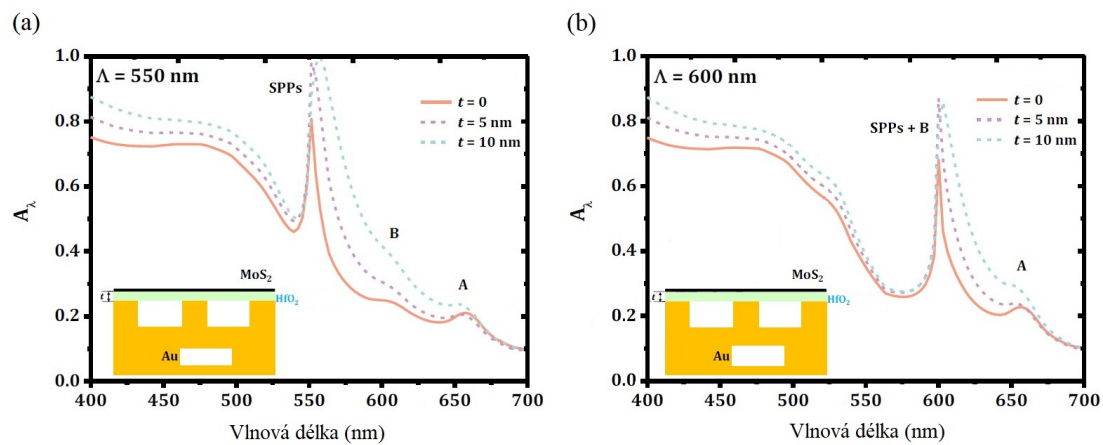 (a)
Λ = 550 nm
SPPs
t = 0
t = 5 nm
t = 10 nm
B
A
MoS₂
t
HfO₂
Au
1.0
0.8
0.6
0.4
0.2
0.0
A_λ
400 450 500 550 600 650 700
Vlnová délka (nm)
(b)
Λ = 600 nm
SPPs + B
t = 0
t = 5 nm
t = 10 nm
A
MoS₂
t
HfO₂
Au
1.0
0.8
0.6
0.4
0.2
0.0
A_λ
400 450 500 550 600 650 700
Vlnová délka (nm)